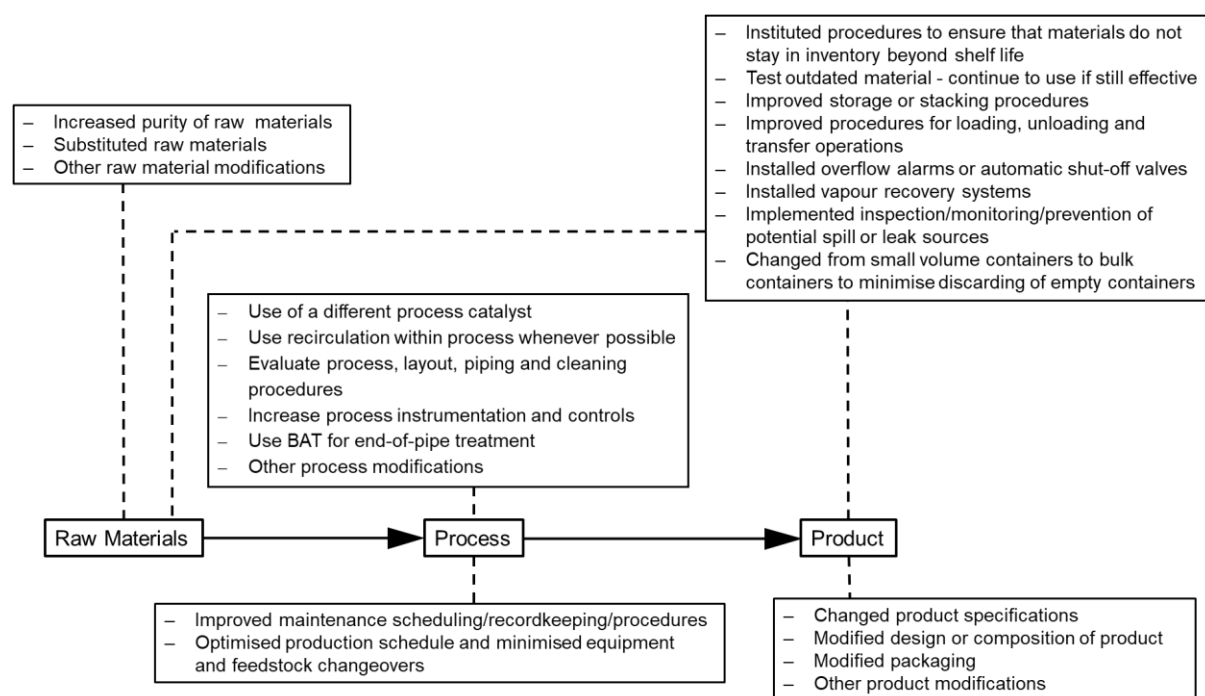 – Instituted procedures to ensure that materials do not
stay in inventory beyond shelf life
– Test outdated material - continue to use if still effective
– Improved storage or stacking procedures
– Improved procedures for loading, unloading and
transfer operations
– Installed overflow alarms or automatic shut-off valves
– Installed vapour recovery systems
– Implemented inspection/monitoring/prevention of
potential spill or leak sources
– Changed from small volume containers to bulk
containers to minimise discarding of empty containers
– Increased purity of raw materials
– Substituted raw materials
– Other raw material modifications
– Use of a different process catalyst
– Use recirculation within process whenever possible
– Evaluate process, layout, piping and cleaning
procedures
– Increase process instrumentation and controls
– Use BAT for end-of-pipe treatment
– Other process modifications
Raw Materials
Process
Product
– Improved maintenance scheduling/recordkeeping/procedures
– Optimised production schedule and minimised equipment
and feedstock changeovers
– Changed product specifications
– Modified design or composition of product
– Modified packaging
– Other product modifications